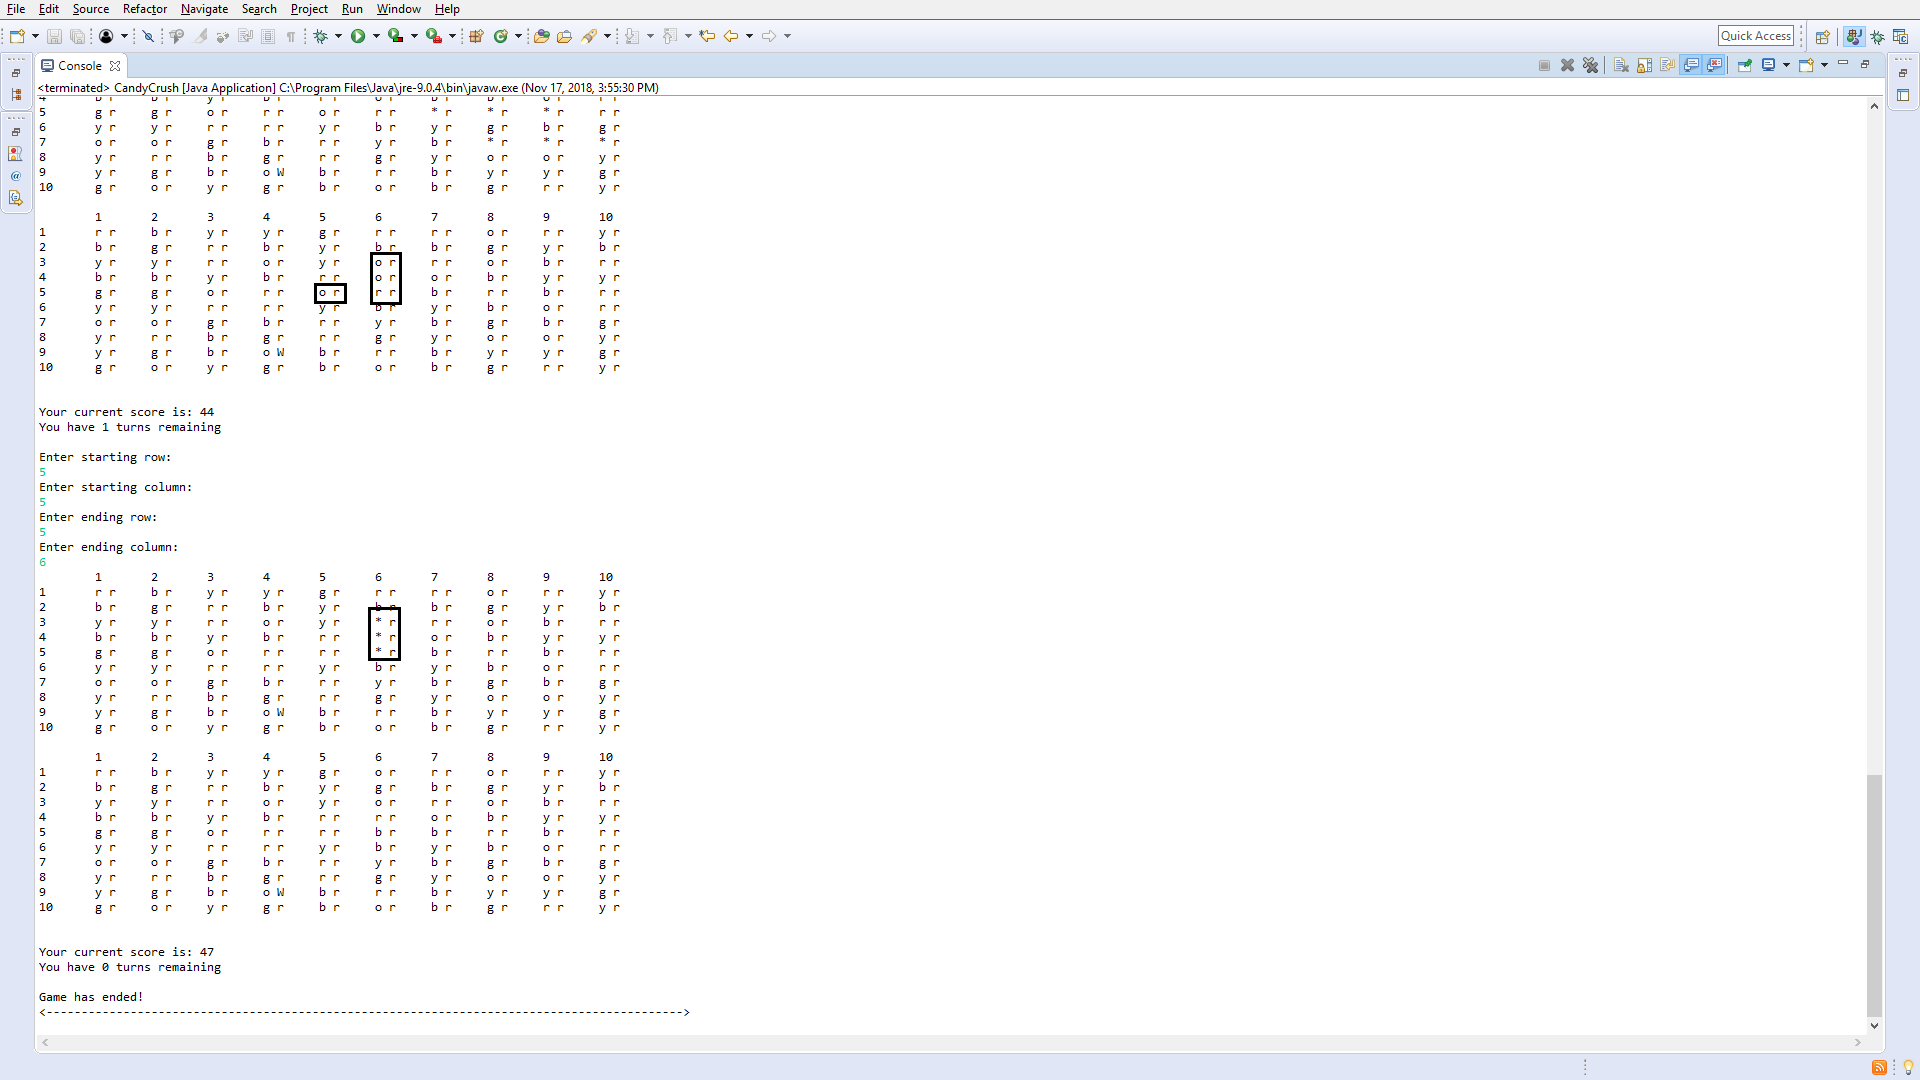 File Edit Source Refactor Navigate Search Project Run Window Help
Quick Access
Console
<terminated> CandyCrush [Java Application] C:\Program Files\Java\jre-9.0.4\bin\javaw.exe (Nov 17, 2018, 3:55:30 PM)
5 g r g r o r r r o r r r * r * r * r r r
6 y r y r r r r r y r b r y r g r b r g r
7 o r o r g r b r r r y r b r * r * r * r
8 y r r r b r g r r r g r y r o r o r y r
9 y r g r b r o W b r r r b r y r y r g r
10 g r o r y r g r b r o r b r g r r r y r
1 2 3 4 5 6 7 8 9 10
1 r r b r y r y r g r r r r r o r r r y r
2 b r g r r r b r y r b r b r g r y r b r
3 y r y r r r o r y r o r r r o r b r r r
4 b r b r y r b r r r o r o r b r y r y r
5 g r g r o r r r o r r r b r r r b r r r
6 y r y r r r r r y r b r y r b r o r r r
7 o r o r g r b r r r y r b r g r b r g r
8 y r r r b r g r r r g r y r o r o r y r
9 y r g r b r o W b r r r b r y r y r g r
10 g r o r y r g r b r o r b r g r r r y r
Your current score is: 44
You have 1 turns remaining
Enter starting row:
5
Enter starting column:
5
Enter ending row:
5
Enter ending column:
6
1 2 3 4 5 6 7 8 9 10
1 r r b r y r y r g r r r r r o r r r y r
2 b r g r r r b r y r b r b r g r y r b r
3 y r y r r r o r y r * r r r o r b r r r
4 b r b r y r b r r r * r o r b r y r y r
5 g r g r o r r r r r * r b r r r b r r r
6 y r y r r r r r y r b r y r b r o r r r
7 o r o r g r b r r r y r b r g r b r g r
8 y r r r b r g r r r g r y r o r o r y r
9 y r g r b r o W b r r r b r y r y r g r
10 g r o r y r g r b r o r b r g r r r y r
1 2 3 4 5 6 7 8 9 10
1 r r b r y r y r g r o r r r o r r r y r
2 b r g r r r b r y r g r b r g r y r b r
3 y r y r r r o r y r o r r r o r b r r r
4 b r b r y r b r r r r r o r b r y r y r
5 g r g r o r r r r r b r b r r r b r r r
6 y r y r r r r r y r b r y r b r o r r r
7 o r o r g r b r r r y r b r g r b r g r
8 y r r r b r g r r r g r y r o r o r y r
9 y r g r b r o W b r r r b r y r y r g r
10 g r o r y r g r b r o r b r g r r r y r
Your current score is: 47
You have 0 turns remaining
Game has ended!
<------------------------------------------------------------------------------------------->